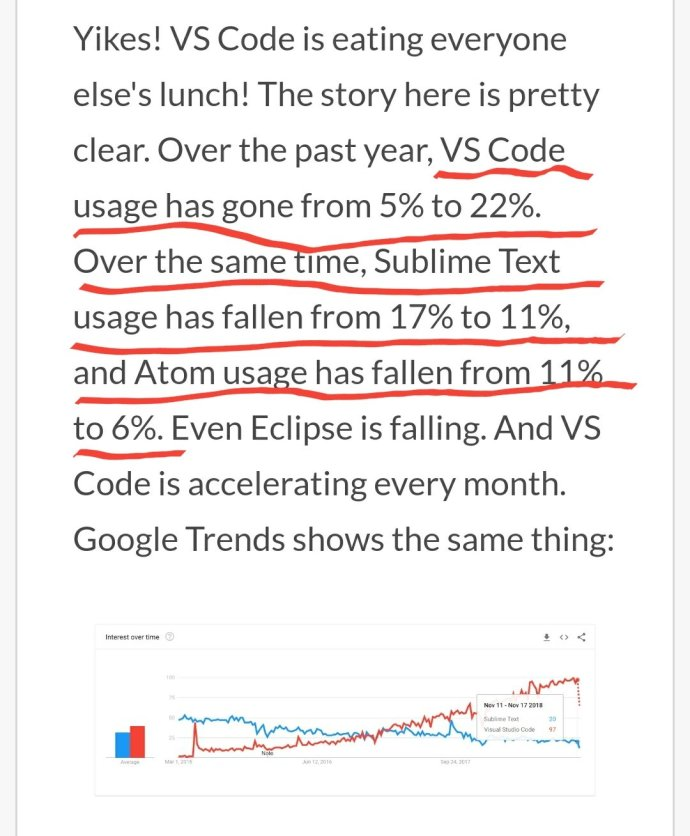 Yikes! VS Code is eating everyone
else's lunch! The story here is pretty
clear. Over the past year, VS Code
usage has gone from 5% to 22%.
Over the same time, Sublime Text
usage has fallen from 17% to 11%,
and Atom usage has fallen from 11%
to 6%. Even Eclipse is falling. And VS
Code is accelerating every month.
Google Trends shows the same thing:
Interest over time
100
75
50
25
Nov 11 - Nov 17 2018
Sublime Text 20
Visual Studio Code 97
Note
Average
Mar 1, 2015
Jun 12, 2016
Sep 24, 2017